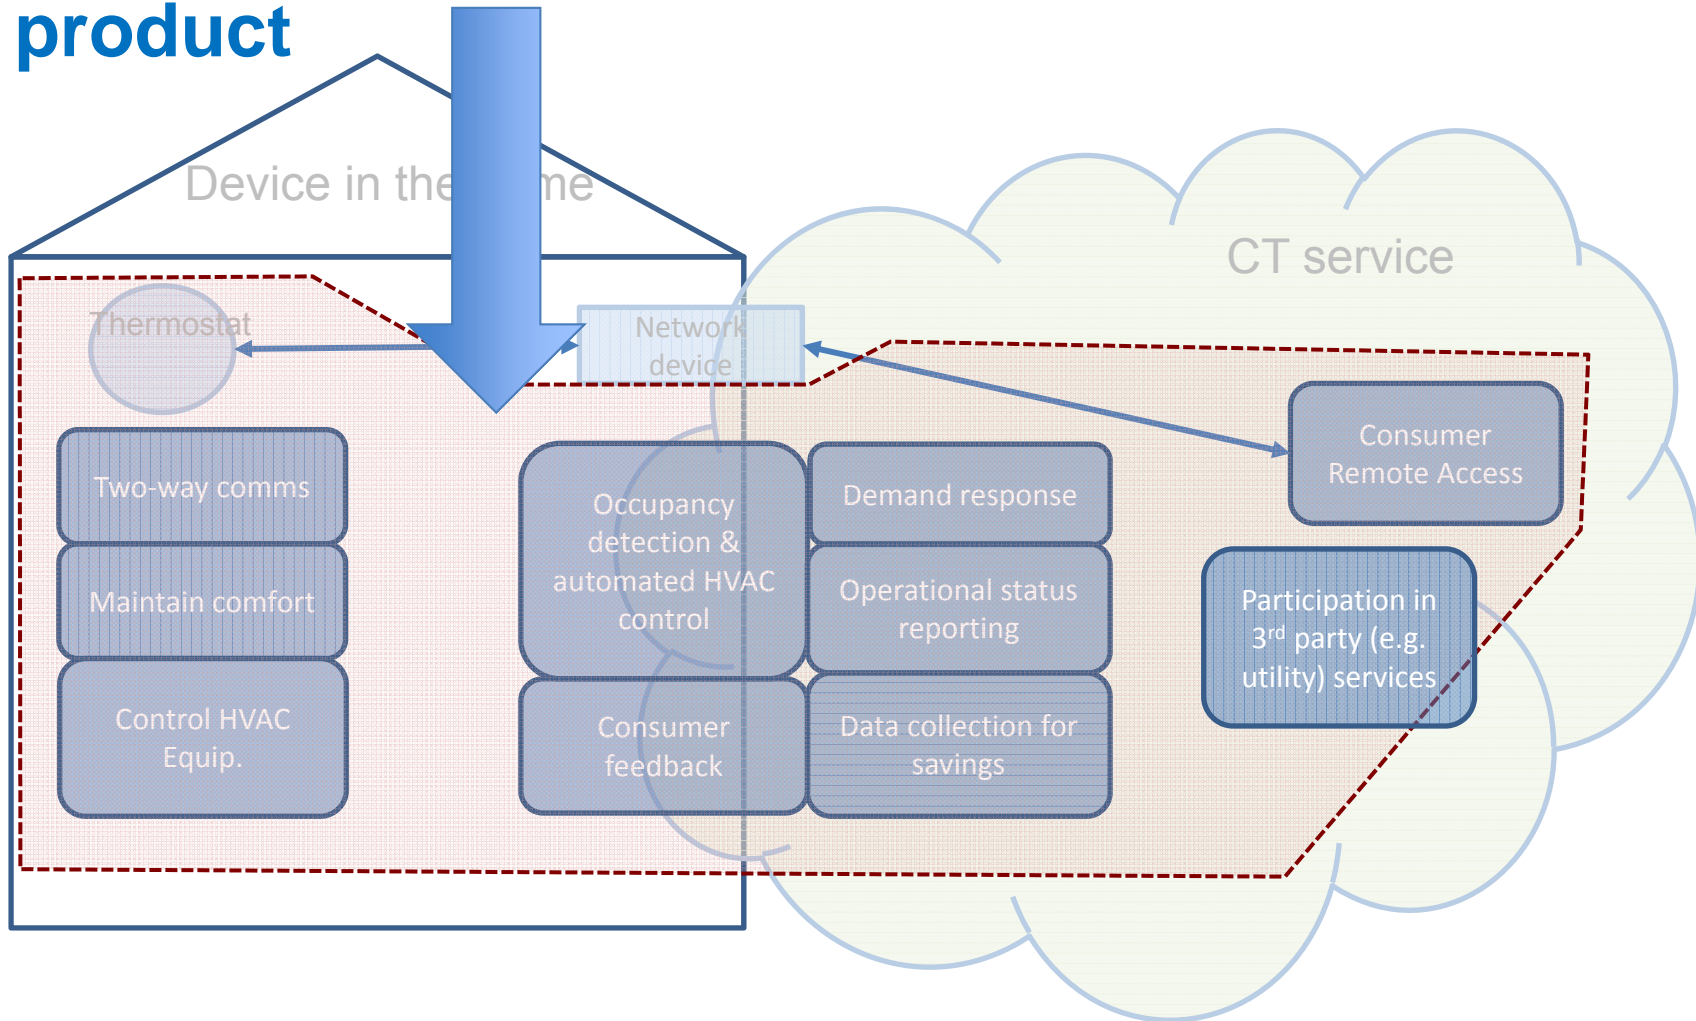 product
Device in the me
CT service
Thermostat
Network
device
Consumer
Remote Access
Two-way comms
Occupancy
detection &
automated HVAC
control
Demand response
Maintain comfort
Operational status
reporting
Participation in
3rd party (e.g.
utility) services
Control HVAC
Equip.
Consumer
feedback
Data collection for
savings